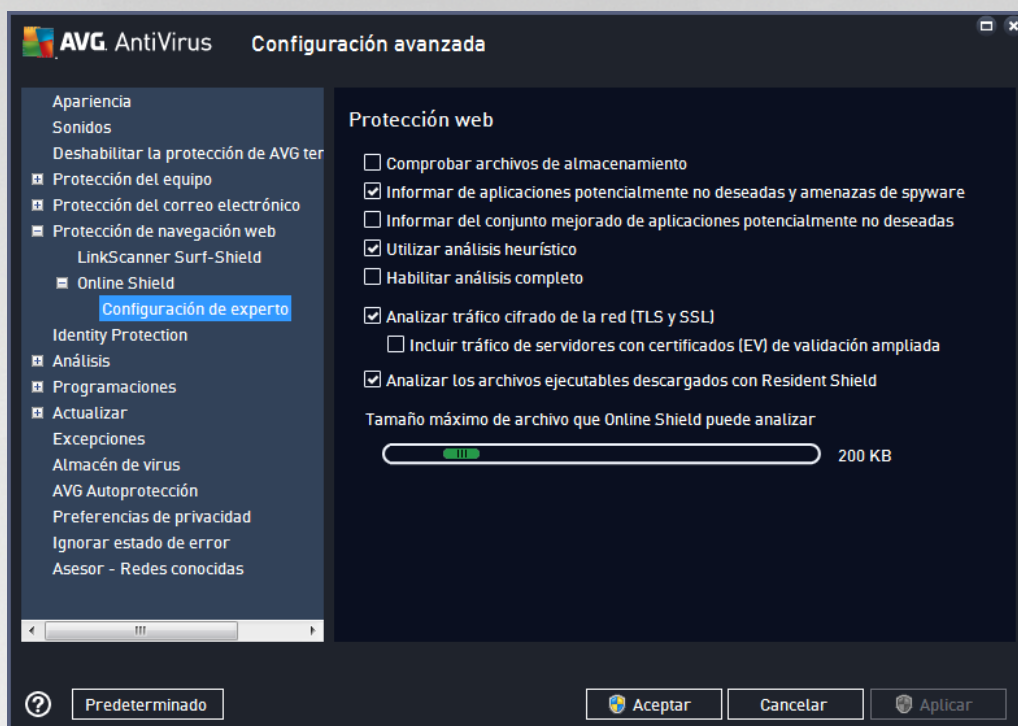 AVG. AntiVirus Configuración avanzada
Apariencia
Sonidos
Deshabilitar la protección de AVG ter
Protección del equipo
Protección del correo electrónico
Protección de navegación web
LinkScanner Surf-Shield
Online Shield
Configuración de experto
Identity Protection
Análisis
Programaciones
Actualizar
Excepciones
Almacén de virus
AVG Autoprotección
Preferencias de privacidad
Ignorar estado de error
Asesor - Redes conocidas
Protección web
Comprobar archivos de almacenamiento
Informar de aplicaciones potencialmente no deseadas y amenazas de spyware
Informar del conjunto mejorado de aplicaciones potencialmente no deseadas
Utilizar análisis heurístico
Habilitar análisis completo
Analizar tráfico cifrado de la red (TLS y SSL)
Incluir tráfico de servidores con certificados (EV) de validación ampliada
Analizar los archivos ejecutables descargados con Resident Shield
Tamaño máximo de archivo que Online Shield puede analizar
200 KB
Predeterminado
Aceptar
Cancelar
Aplicar